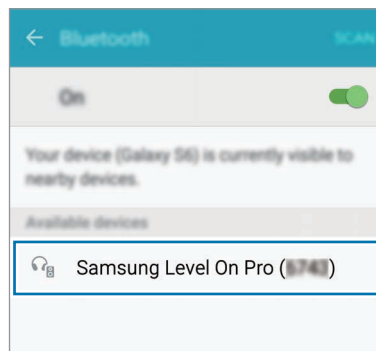 Bluetooth
SCAN
On
Your device (Galaxy S6) is currently visible to
nearby devices.
Available devices
Samsung Level On Pro ( )